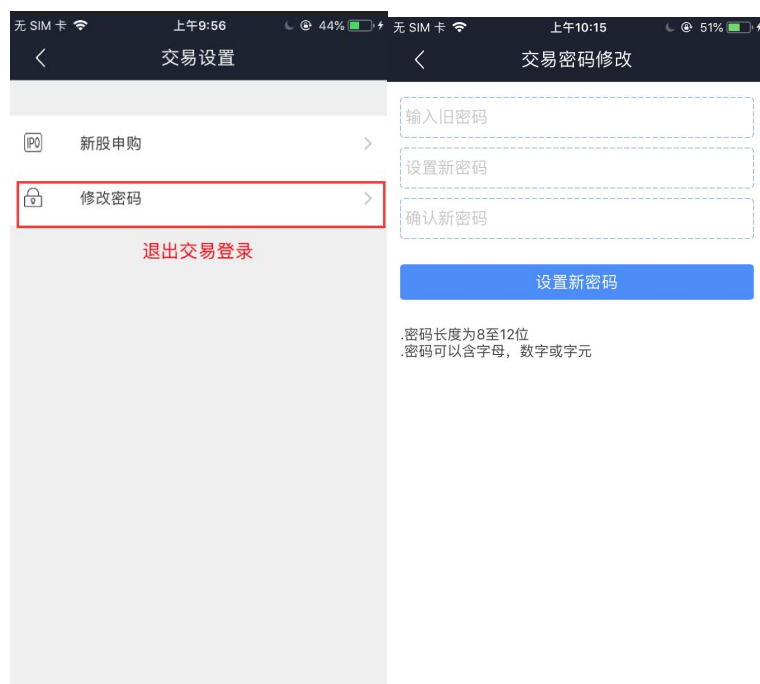 无 SIM 卡 上午9:56 44%
交易设置
IPO 新股申购
修改密码
退出交易登录
无 SIM 卡 上午10:15 51%
交易密码修改
输入旧密码
设置新密码
确认新密码
设置新密码
.密码长度为8至12位
.密码可以含字母，数字或字元